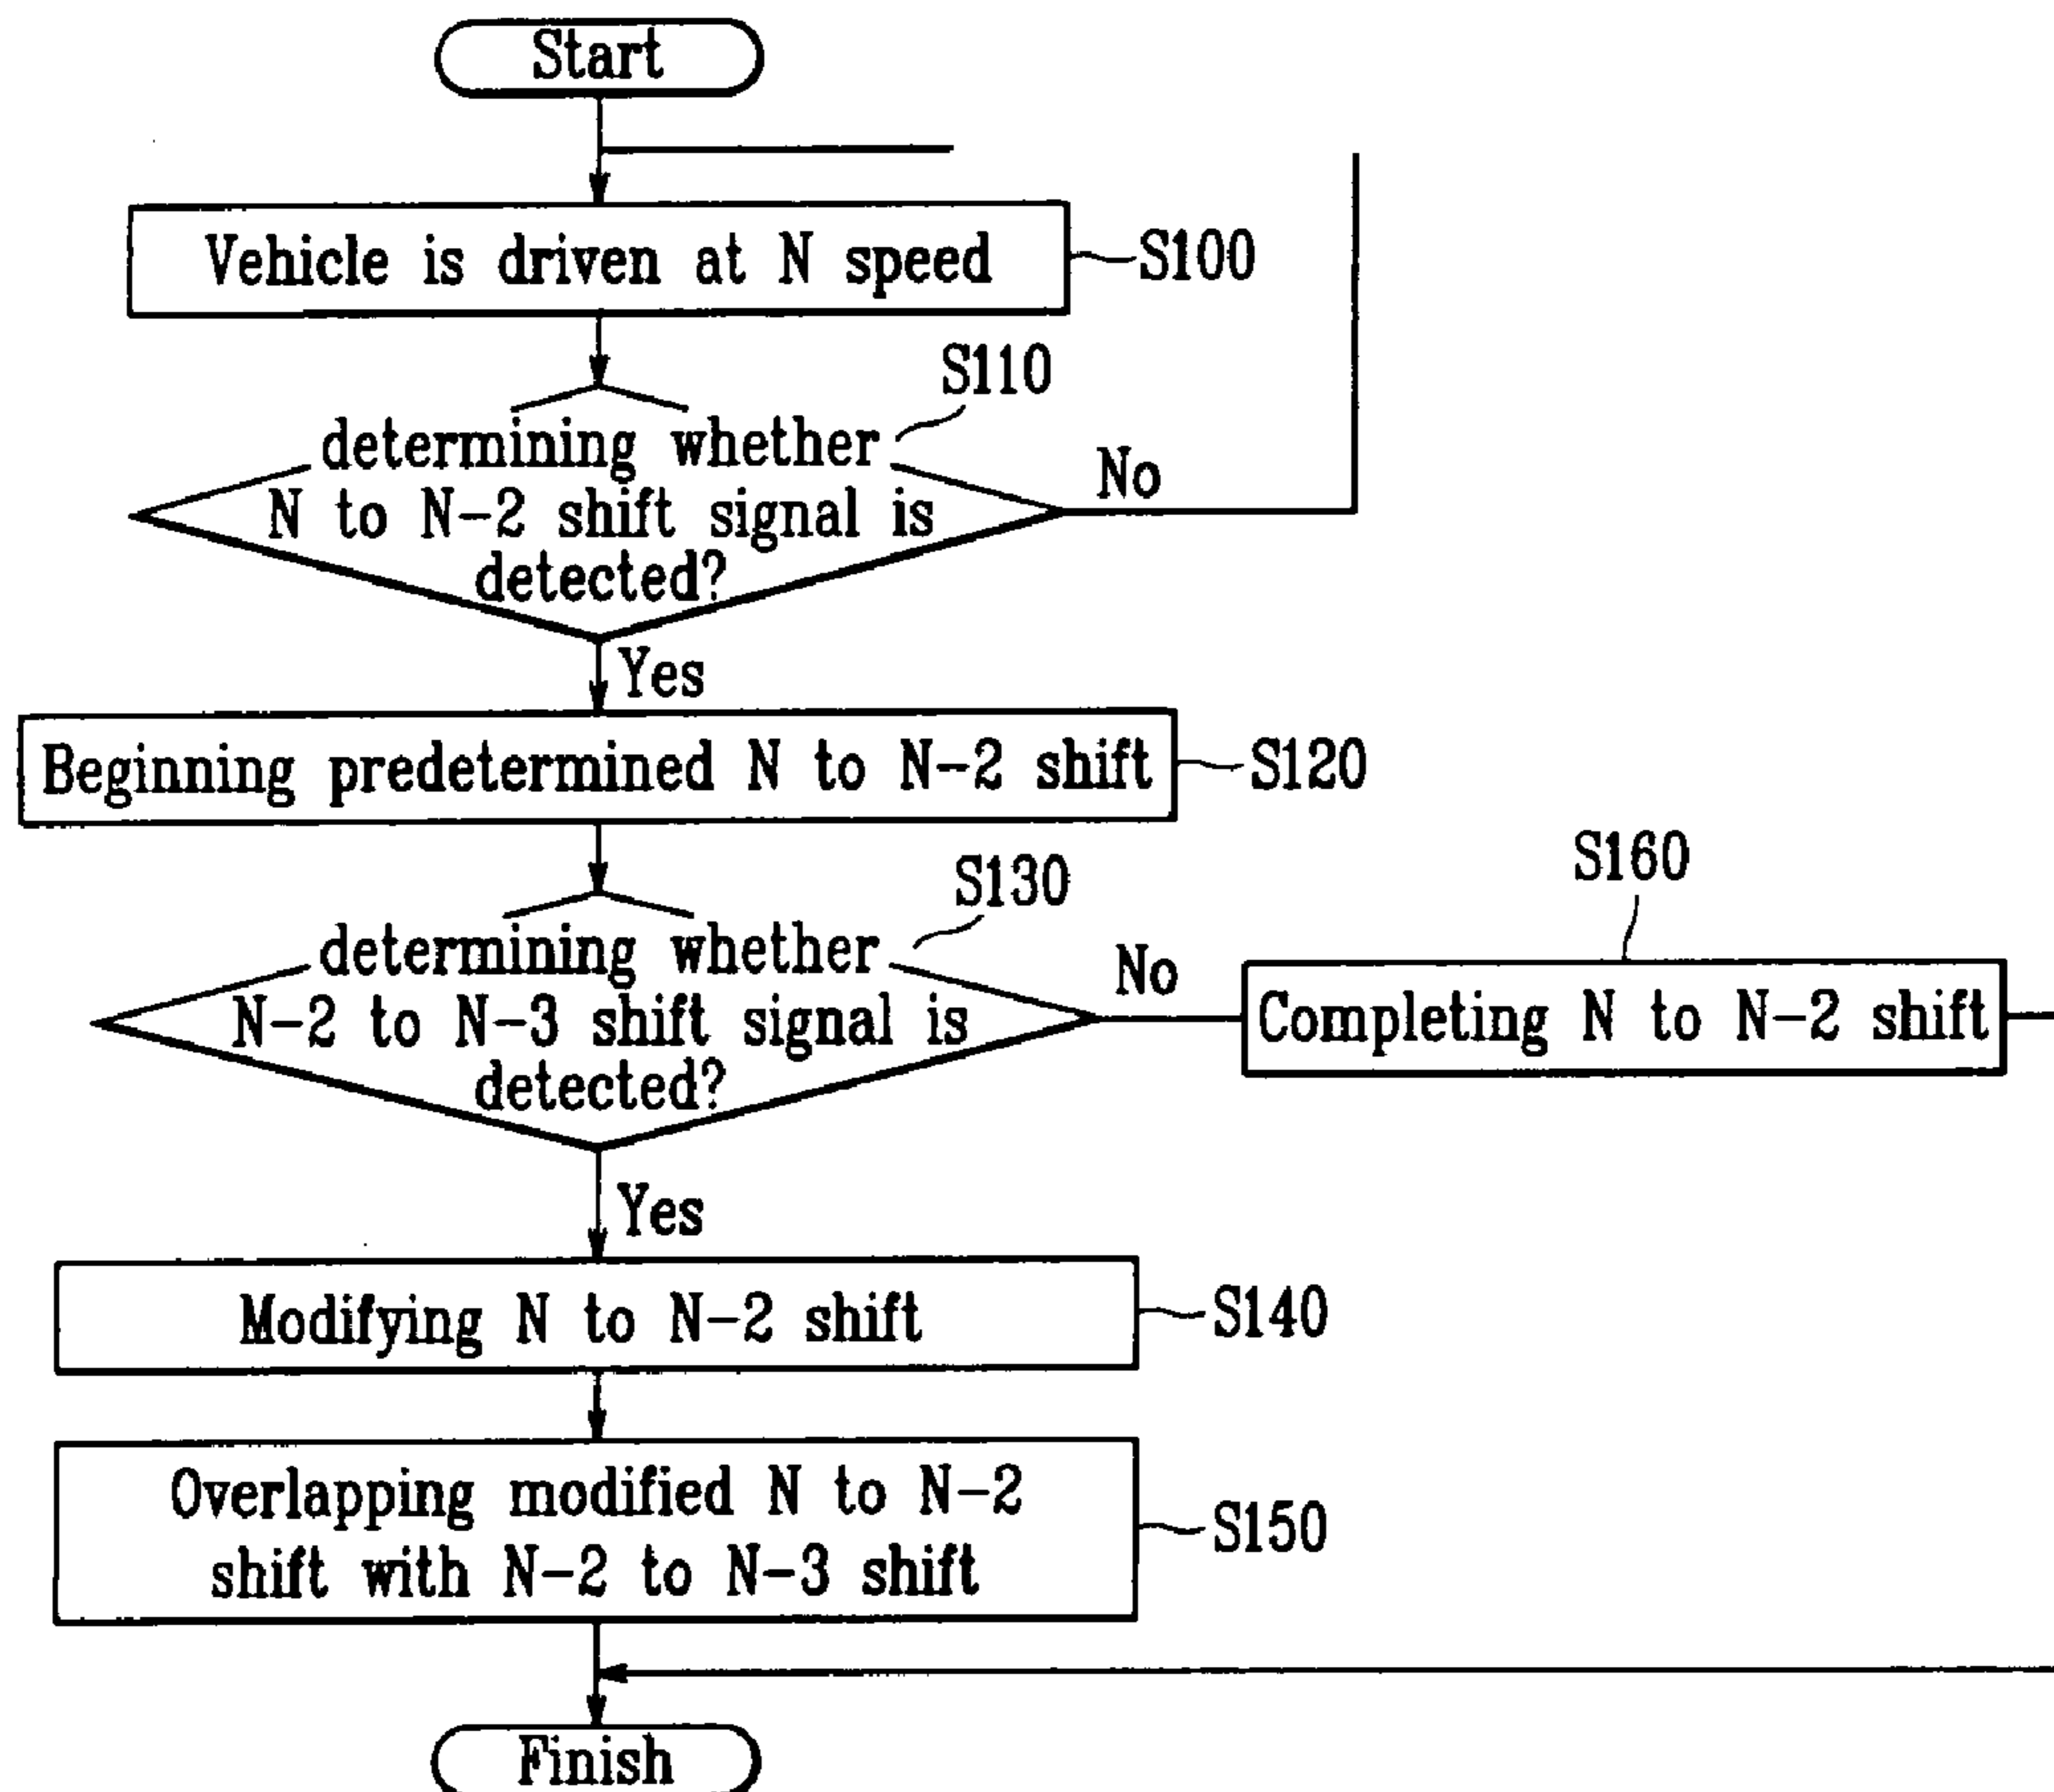 Start
Vehicle is driven at N speed
S100
S110
determining whether
N to N-2 shift signal is
detected?
No
Yes
Beginning predetermined N to N-2 shift
S120
S130
determining whether
N-2 to N-3 shift signal is
detected?
No
S160
Completing N to N-2 shift
Yes
Modifying N to N-2 shift
S140
Overlapping modified N to N-2
shift with N-2 to N-3 shift
S150
Finish